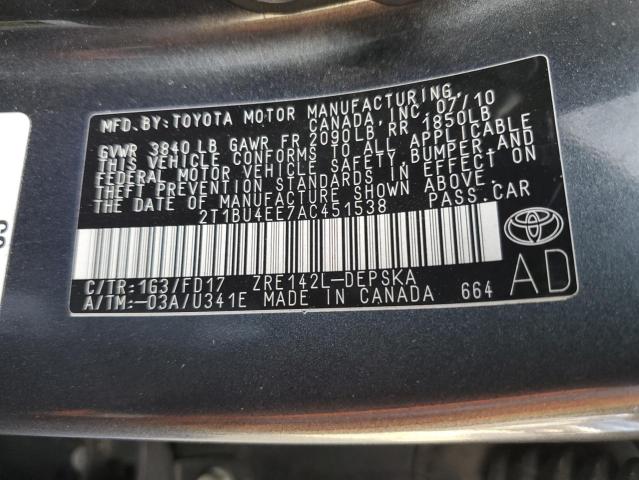 MFD. BY: TOYOTA MOTOR MANUFACTURING,
CANADA, INC. 07/10
GVWR 3840 LB GAWR FR 2090LB, RR 1850LB
THIS VEHICLE CONFORMS TO ALL APPLICABLE
FEDERAL MOTOR VEHICLE SAFETY, BUMPER, AND
THEFT PREVENTION STANDARDS IN EFFECT ON
THE DATE OF MANUFACTURE SHOWN ABOVE.
2T1BU4EE7AC451538 PASS.CAR
C/TR: 163/FD17 ZRE142L-DEPSKA
A/TM: -03A/U341E MADE IN CANADA 664
AD